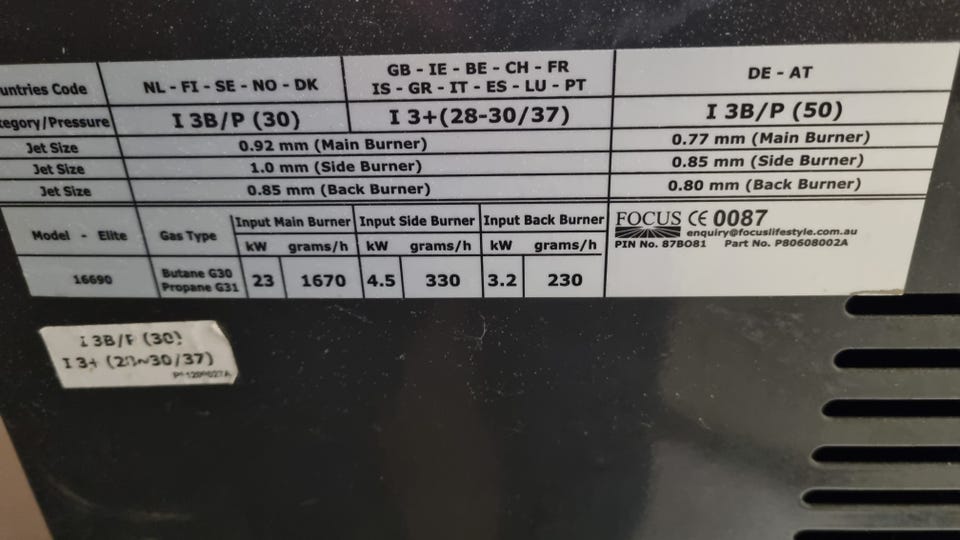 untries Code NL - FI - SE - NO - DK GB - IE - BE - CH - FR IS - GR - IT - ES - LU - PT DE - AT
tegory/Pressure I 3B/P (30) I 3+(28-30/37) I 3B/P (50)
Jet Size 0.92 mm (Main Burner) 0.77 mm (Main Burner)
Jet Size 1.0 mm (Side Burner) 0.85 mm (Side Burner)
Jet Size 0.85 mm (Back Burner) 0.80 mm (Back Burner)
Model - Elite Gas Type Input Main Burner Input Side Burner Input Back Burner
kW grams/h kW grams/h kW grams/h
16690 Butane G30 Propane G31 23 1670 4.5 330 3.2 230
FOCUS CE 0087
enquiry@focuslifestyle.com.au
PIN No. 87BO81 Part No. P80608002A
I 3B/P (30)
I 3+ (28~30/37)